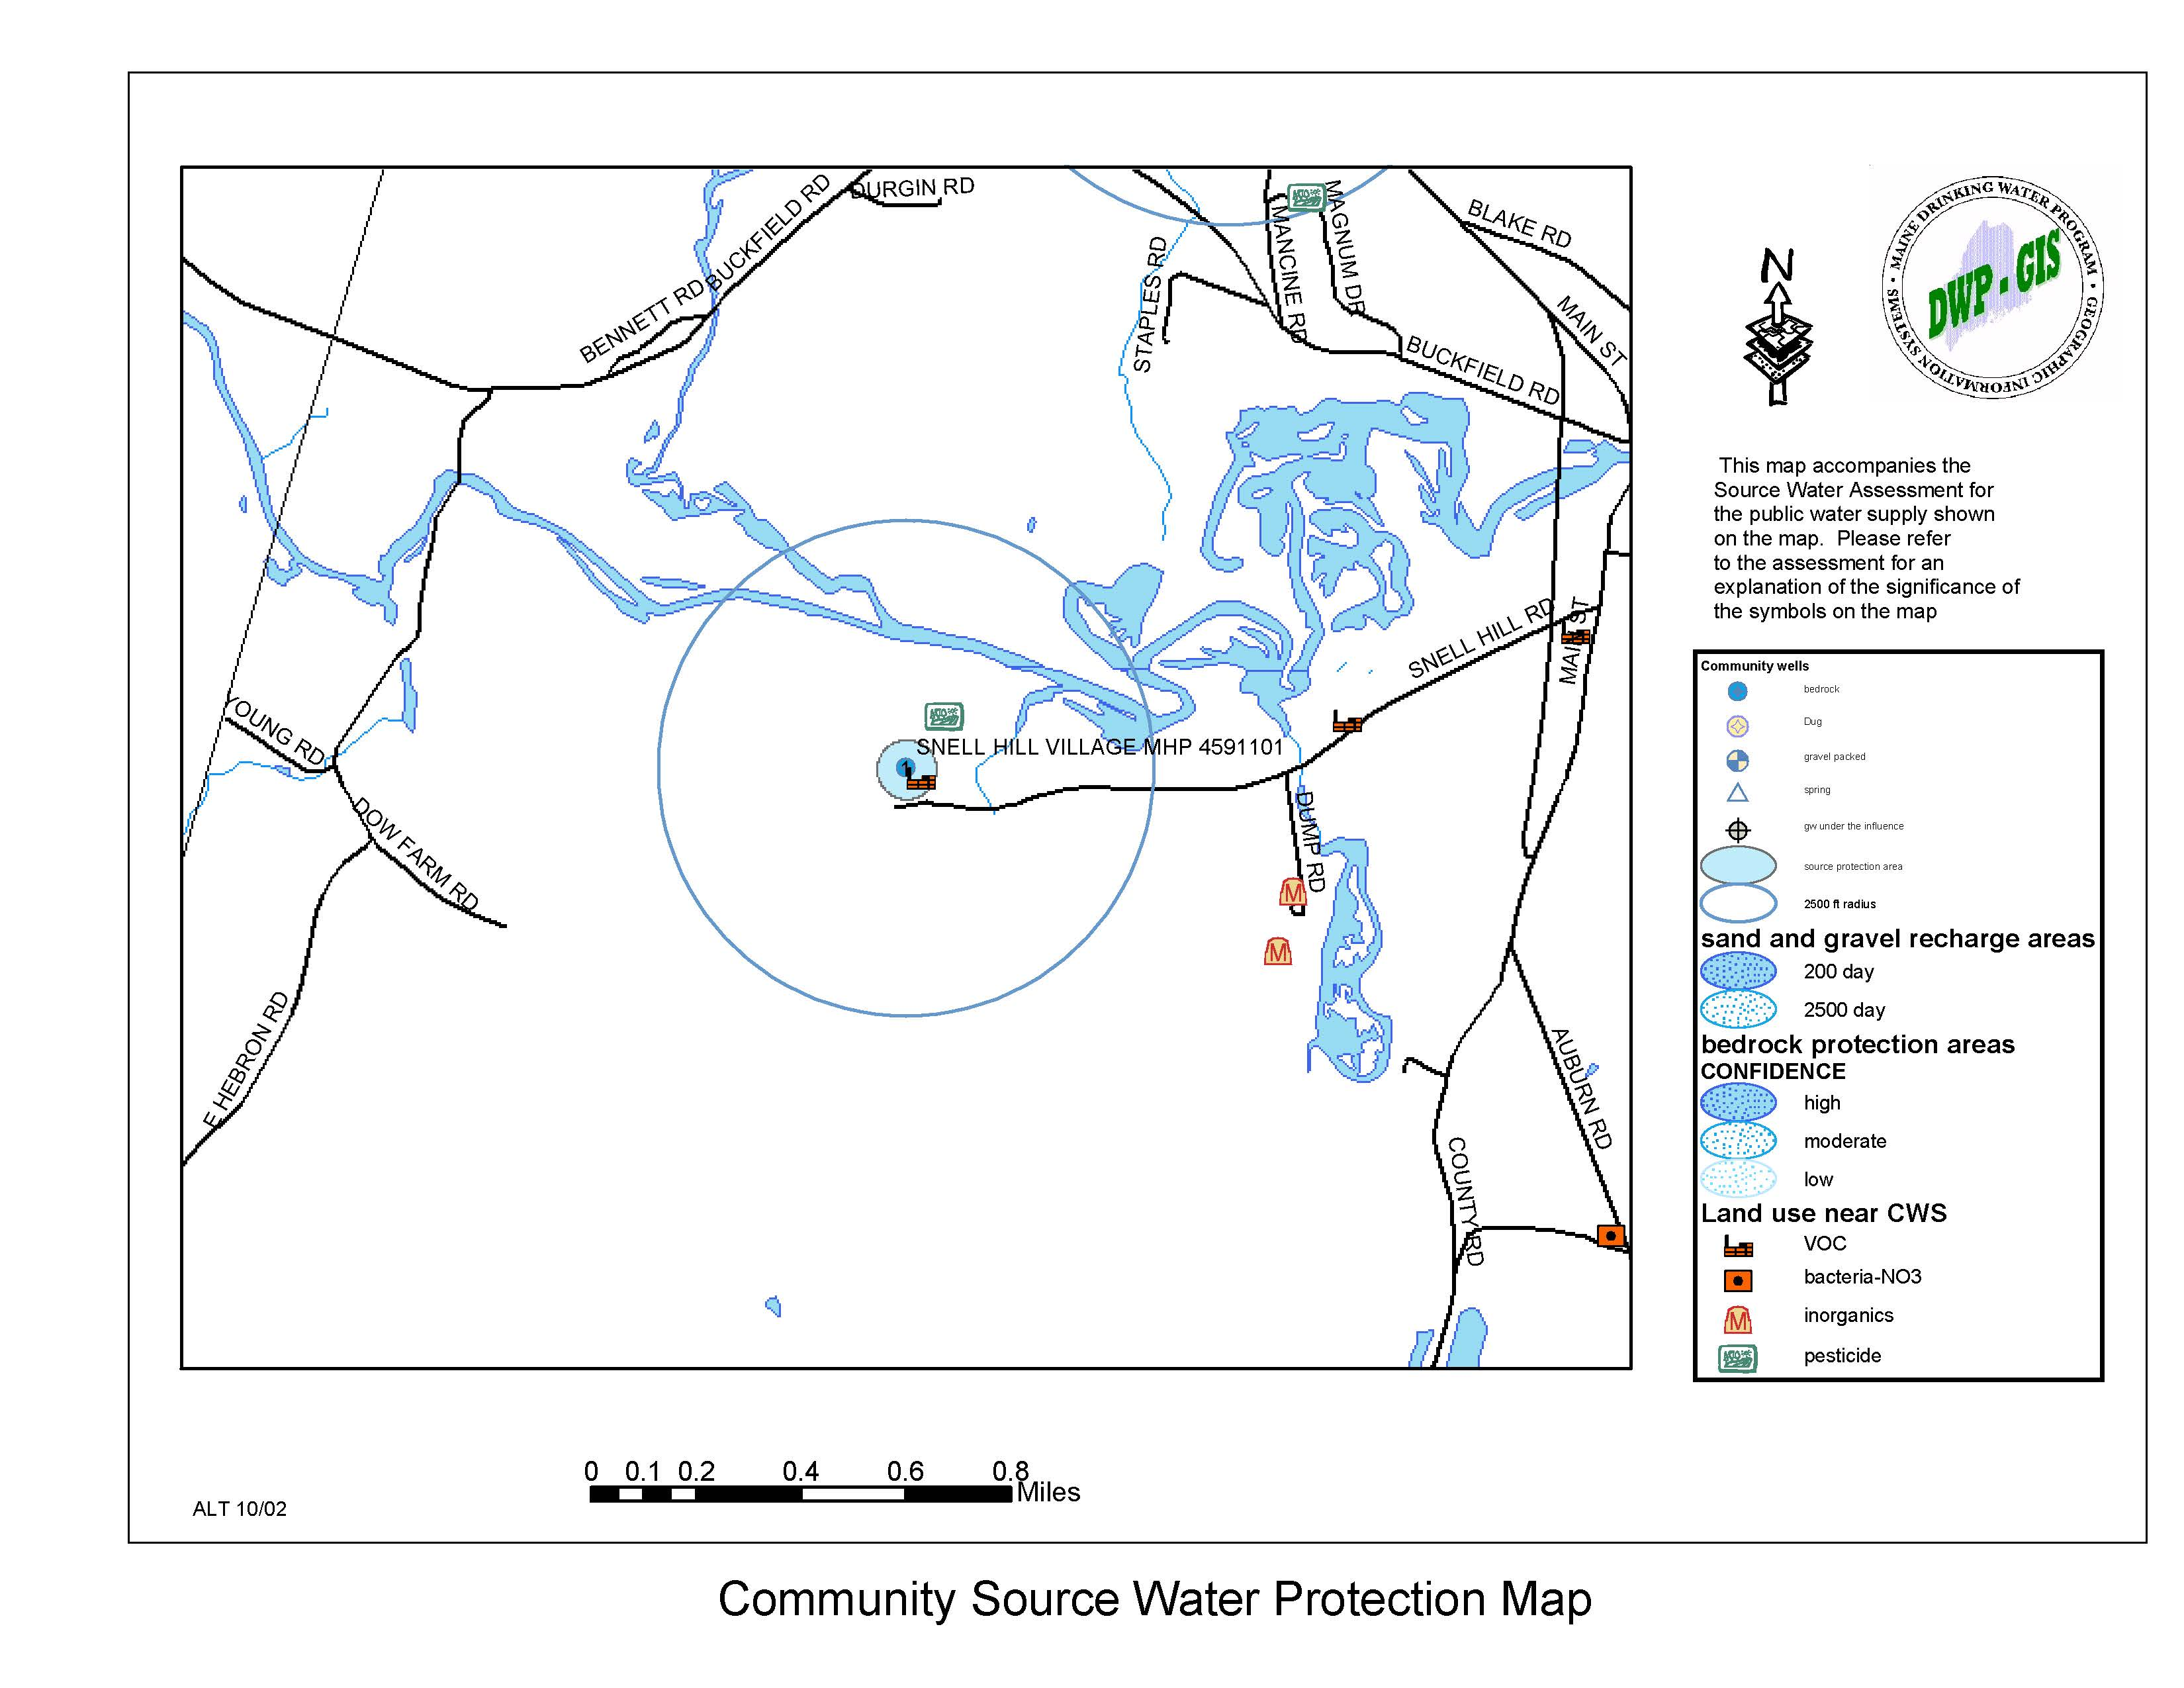 DURGIN RD
BUCKFIELD RD
BENNETT RD
STAPLES RD
MANCINE RD
MAGNUM DR
BLAKE RD
MAIN ST
BUCKFIELD RD
SNELL HILL RD
MAIN ST
SNELL HILL VILLAGE MHP 4591101
1
YOUNG RD
DOW FARM RD
E HEBRON RD
DUMP RD
M
M
AUBURN RD
COUNTY RD
N
MAINE DRINKING WATER PROGRAM • GEOGRAPHIC INFORMATION SYSTEMS •
DWP - GIS
This map accompanies the
Source Water Assessment for
the public water supply shown
on the map. Please refer
to the assessment for an
explanation of the significance of
the symbols on the map
Community wells
bedrock
Dug
gravel packed
spring
gw under the influence
source protection area
2500 ft radius
sand and gravel recharge areas
200 day
2500 day
bedrock protection areas
CONFIDENCE
high
moderate
low
Land use near CWS
VOC
bacteria-NO3
M inorganics
pesticide
0 0.1 0.2 0.4 0.6 0.8
Miles
ALT 10/02
Community Source Water Protection Map